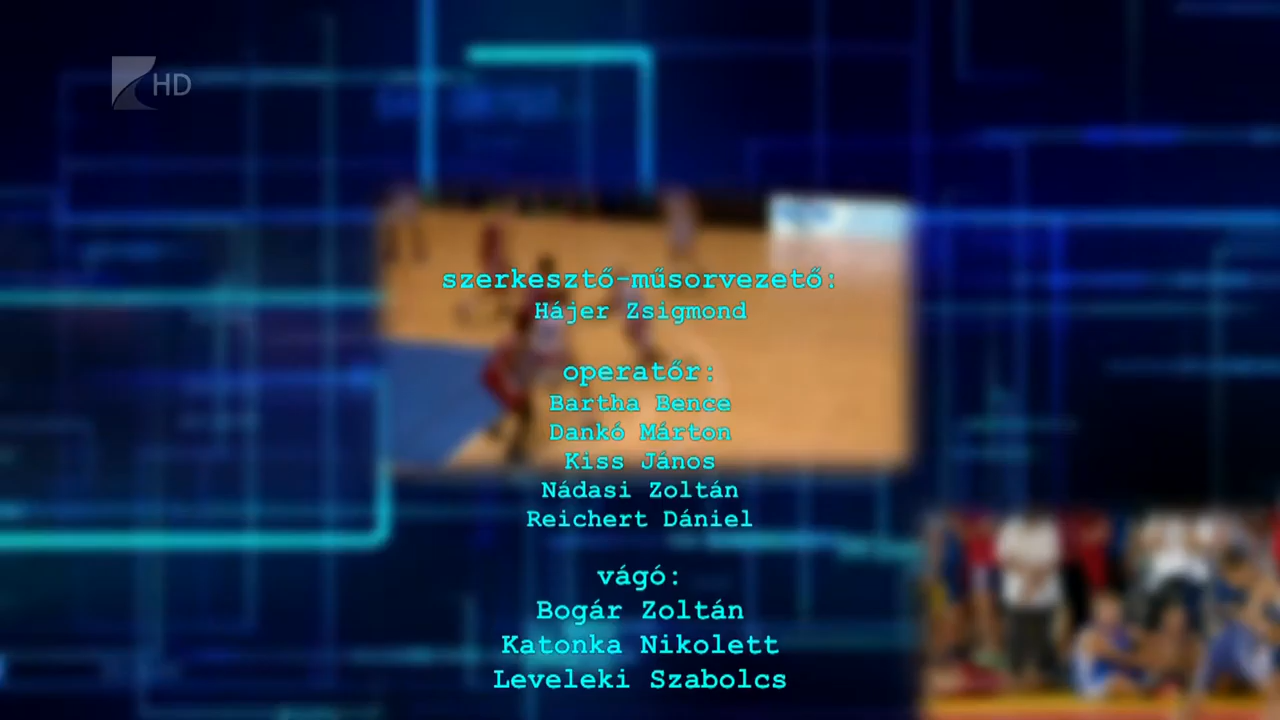 HD
szerkesztő-műsorvezető:
Hájer Zsigmond
operatőr:
Bartha Bence
Dankó Márton
Kiss János
Nádasi Zoltán
Reichert Dániel
vágó:
Bogár Zoltán
Katonka Nikolett
Leveleki Szabolcs